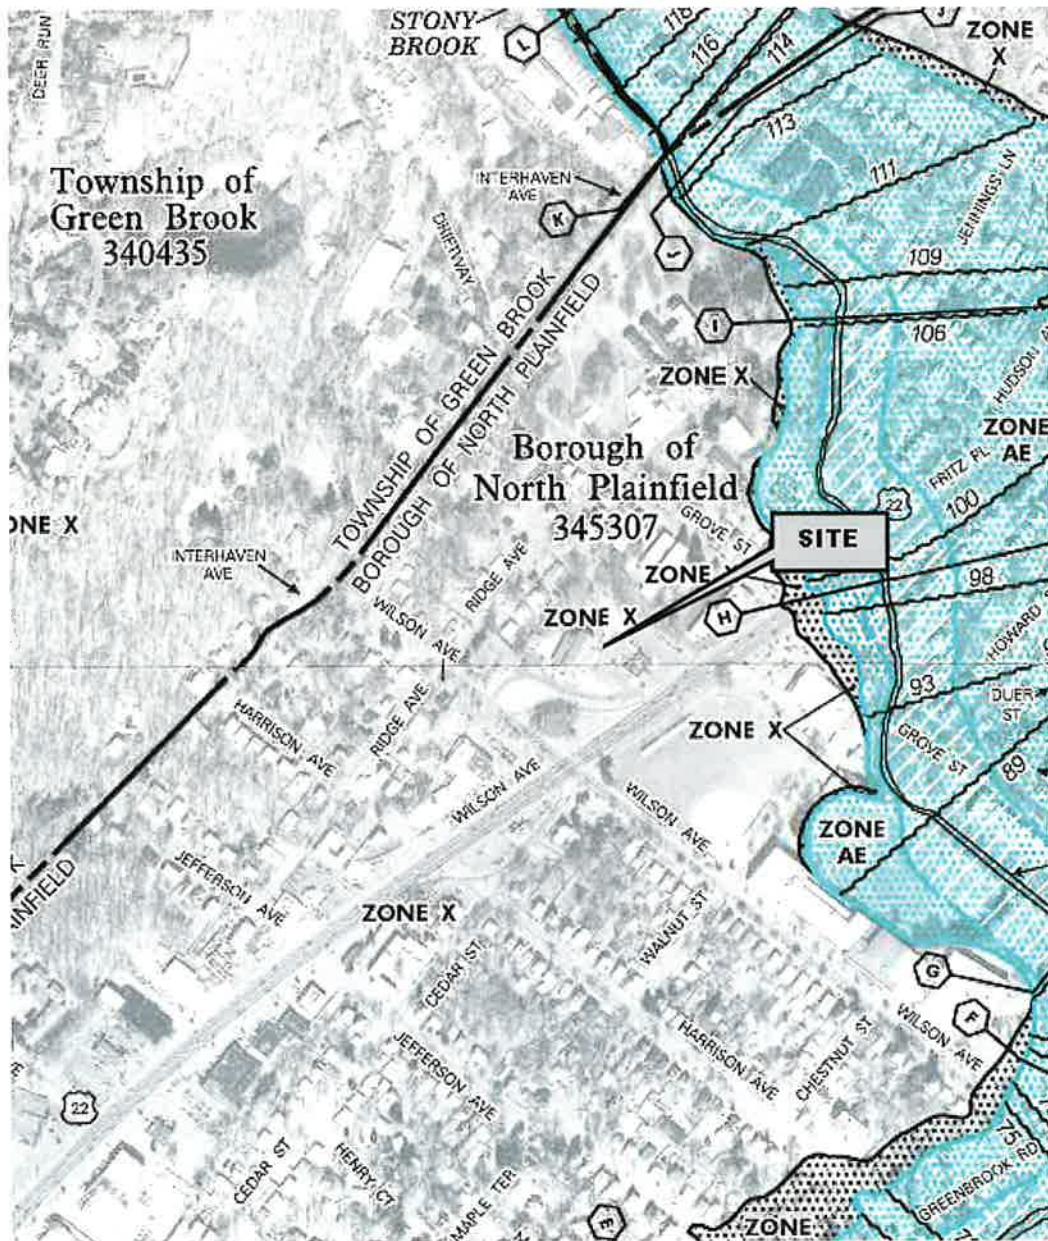 STONY
BROOK
L
118
116
114
J
ZONE
X
DEER RUN
113
111
JENNINGS LN
Township of
Green Brook
340435
INTERHAVEN
AVE
K
DRIFTWAY
J
109
I
106
TOWNSHIP OF GREEN BROOK
BOROUGH OF NORTH PLAINFIELD
ZONE X
HUDSON
ZONE
AE
Borough of
North Plainfield
345307
FRITZ PL
100
22
GROVE ST
SITE
ZONE X
INTERHAVEN
AVE
RIDGE AVE
ZONE
98
H
ZONE X
WILSON AVE
HOWARD
93
DUER
ST
HARRISON AVE
RIDGE AVE
ZONE X
GROVE ST
89
WILSON AVE
WILSON AVE
ZONE
AE
JEFFERSON AVE
ZONE X
WALNUT ST
CEDAR ST
G
F
WILSON AVE
HARRISON AVE
CHESTNUT ST
JEFFERSON AVE
22
CEDAR ST
HENRY CT
MAPLE TER
75
GREENBROOK RD
E
ZONE